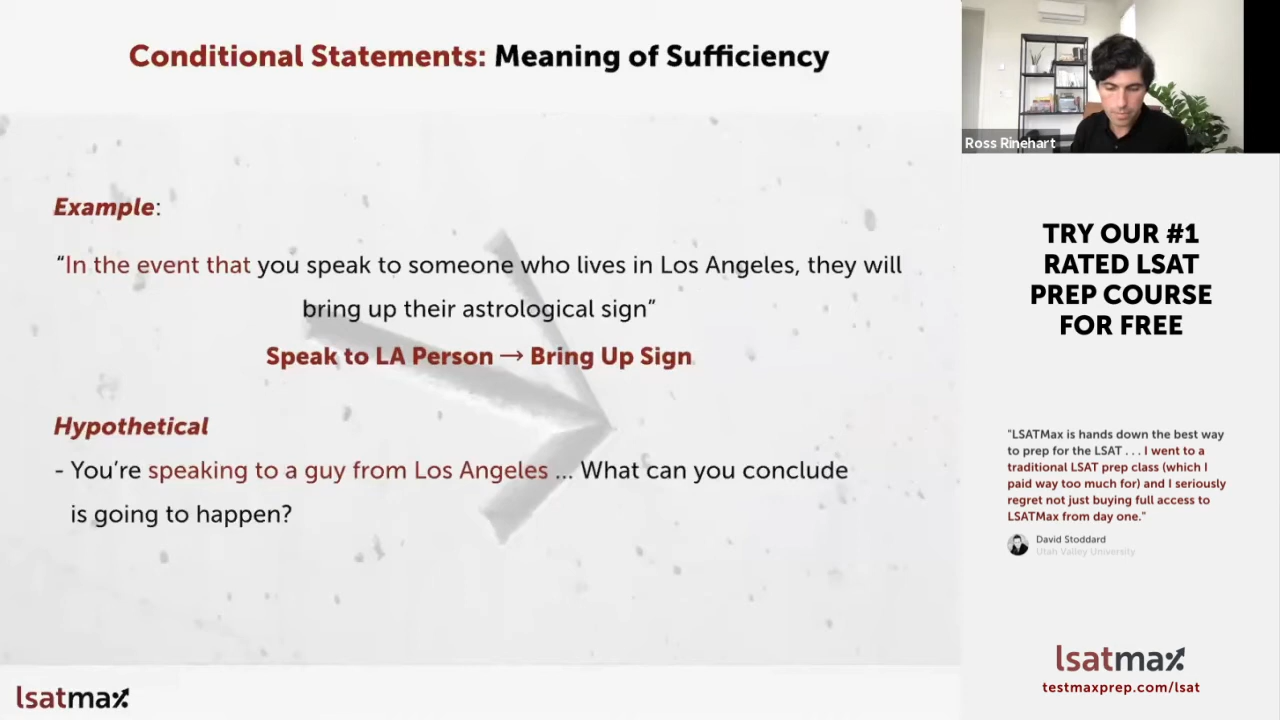 Conditional Statements: Meaning of Sufficiency
Example:
“In the event that you speak to someone who lives in Los Angeles, they will
bring up their astrological sign”
Speak to LA Person → Bring Up Sign
Hypothetical
- You’re speaking to a guy from Los Angeles ... What can you conclude
is going to happen?
lsatmax
Ross Rinehart
TRY OUR #1
RATED LSAT
PREP COURSE
FOR FREE
"LSATMax is hands down the best way
to prep for the LSAT . . . I went to a
traditional LSAT prep class (which I
paid way too much for) and I seriously
regret not just buying full access to
LSATMax from day one."
David Stoddard
Utah Valley University
lsatmax
testmaxprep.com/lsat